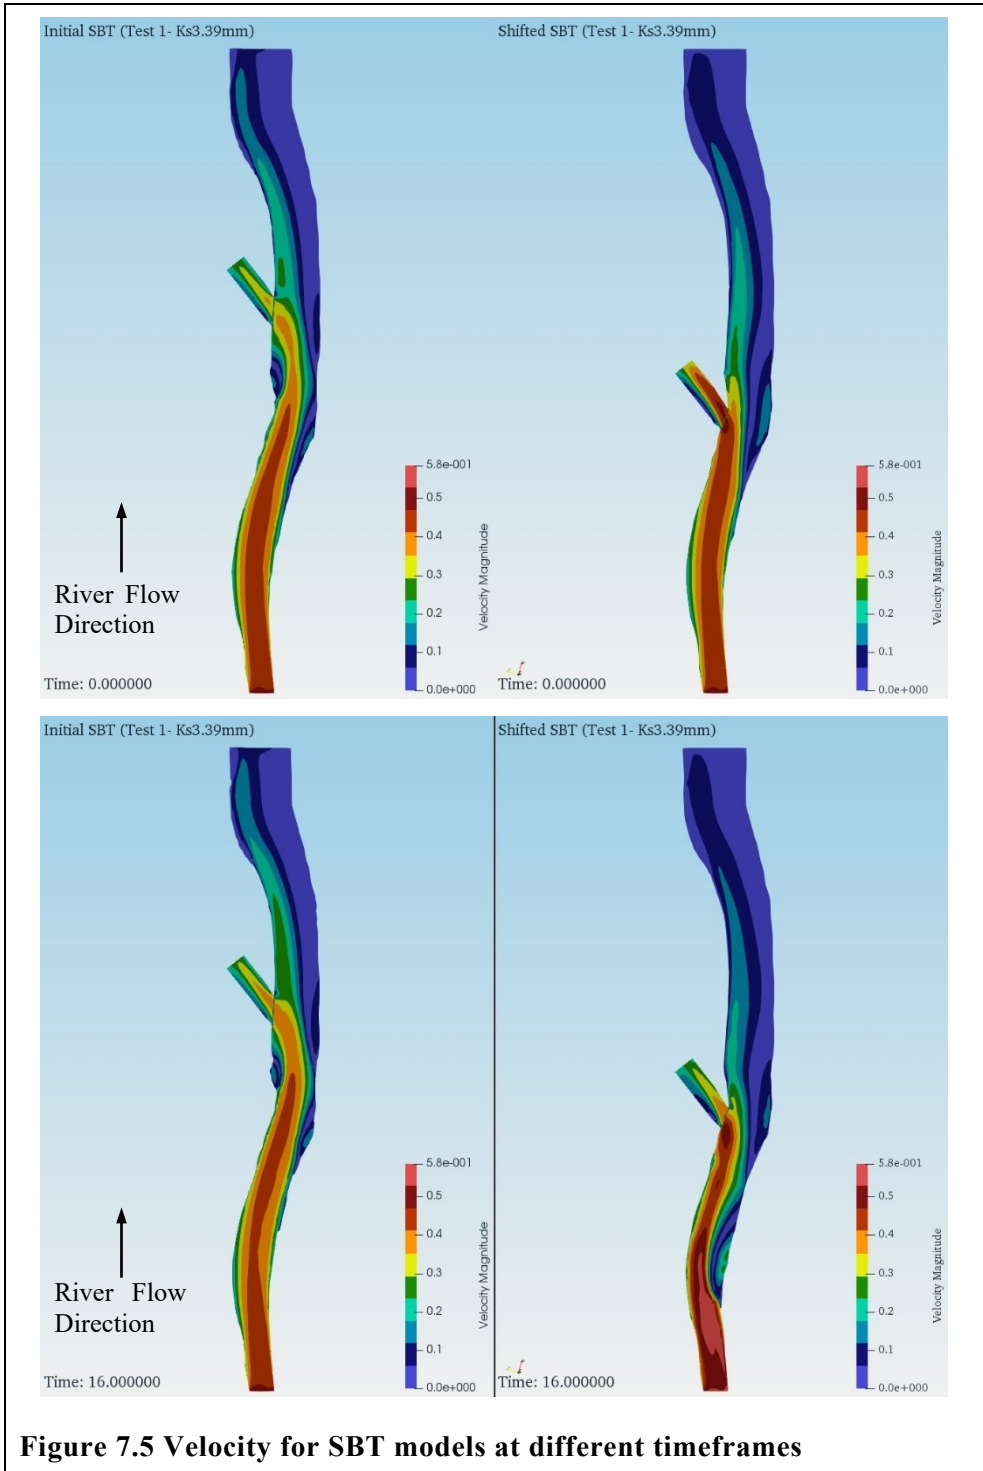 Initial SBT (Test 1- Ks3.39mm)
Shifted SBT (Test 1- Ks3.39mm)
5.8e-001
0.5
0.4
0.3
0.2
0.1
0.0e+000
Velocity Magnitude
5.8e-001
0.5
0.4
0.3
0.2
0.1
0.0e+000
Velocity Magnitude
River Flow
Direction
Time: 0.000000
Time: 0.000000
Initial SBT (Test 1- Ks3.39mm)
Shifted SBT (Test 1- Ks3.39mm)
5.8e-001
0.5
0.4
0.3
0.2
0.1
0.0e+000
Velocity Magnitude
5.8e-001
0.5
0.4
0.3
0.2
0.1
0.0e+000
Velocity Magnitude
River Flow
Direction
Time: 16.000000
Time: 16.000000
Figure 7.5 Velocity for SBT models at different timeframes